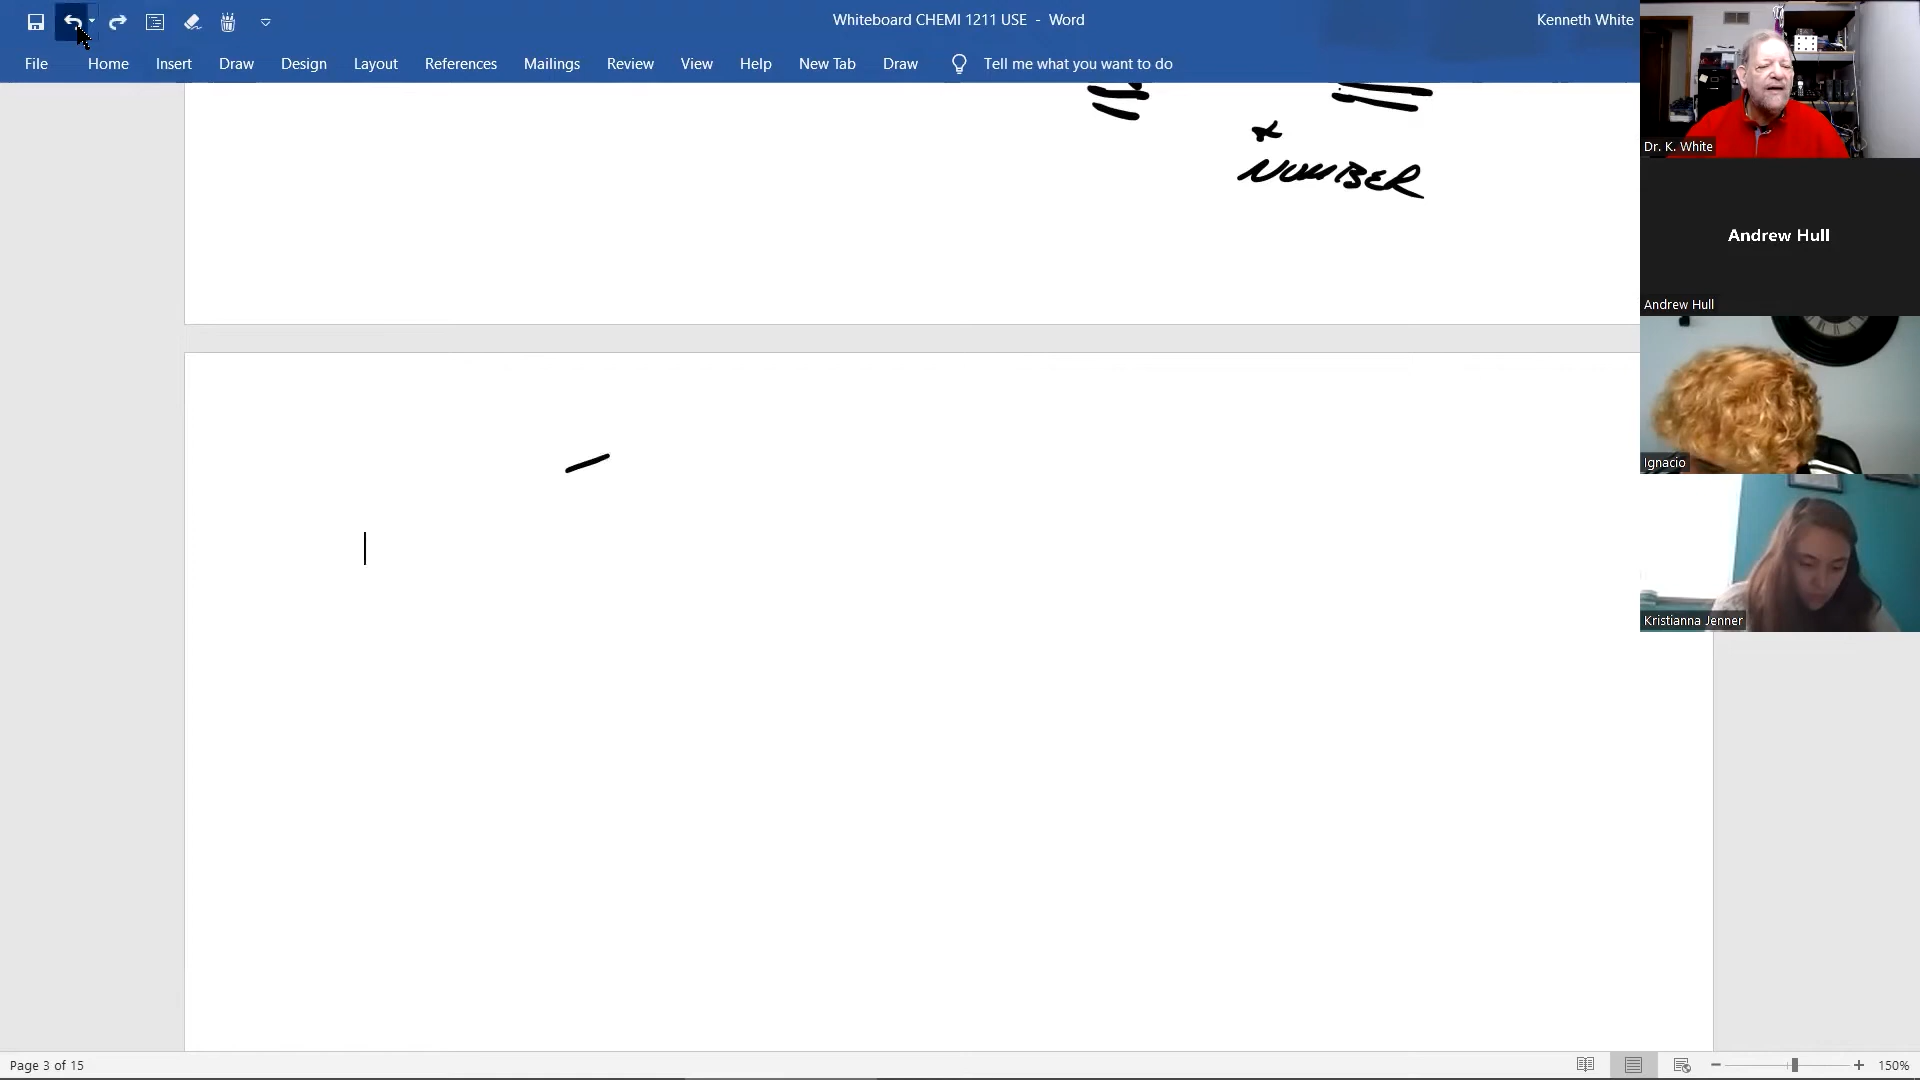 Whiteboard CHEMI 1211 USE - Word
Kenneth White
File Home Insert Draw Design Layout References Mailings Review View Help New Tab Draw Tell me what you want to do
Dr. K. White
NUMBER
Andrew Hull
Andrew Hull
Ignacio
Kristianna Jenner
Page 3 of 15
150%